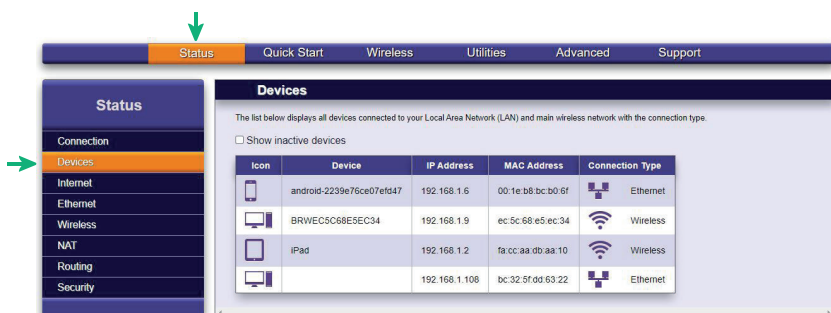 Status Quick Start Wireless Utilities Advanced Support
Status
Connection
Devices
Internet
Ethernet
Wireless
NAT
Routing
Security
Devices
The list below displays all devices connected to your Local Area Network (LAN) and main wireless network with the connection type.
Show inactive devices
Icon Device IP Address MAC Address Connection Type
android-2239e76ce07efd47 192.168.1.6 00:1e:b8:bc:b0:6f Ethernet
BRWEC5C68E5EC34 192.168.1.9 ec:5c:68:e5:ec:34 Wireless
iPad 192.168.1.2 fa:cc:aa:db:aa:10 Wireless
192.168.1.108 bc:32:5f:dd:63:22 Ethernet